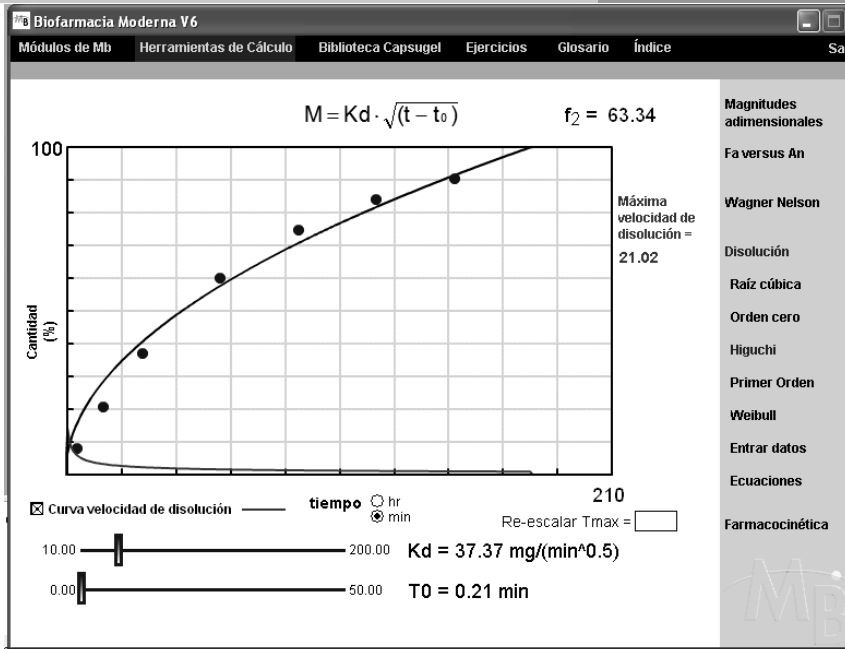 Mb Biofarmacia Moderna V6
Módulos de Mb Herramientas de Cálculo Biblioteca Capsugel Ejercicios Glosario Índice Sa
M = Kd · √(t − t₀)
f₂ = 63.34
100
Cantidad
(%)
210
Máxima
velocidad de
disolución =
21.02
Curva velocidad de disolución
tiempo hr
min
Re-escalar Tmax =
10.00 200.00 Kd = 37.37 mg/(min^0.5)
0.00 50.00 T0 = 0.21 min
Magnitudes
adimensionales
Fa versus An
Wagner Nelson
Disolución
Raíz cúbica
Orden cero
Higuchi
Primer Orden
Weibull
Entrar datos
Ecuaciones
Farmacocinética
MB